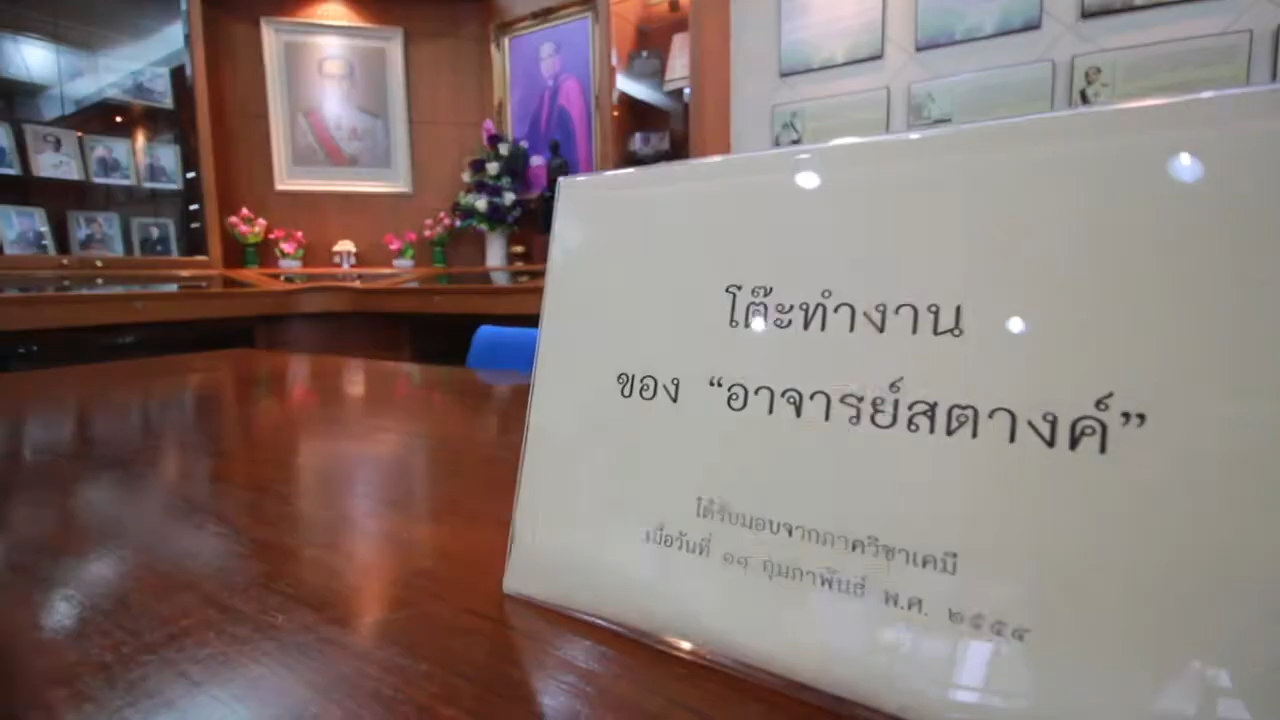 โต๊ะทำงาน
ของ “อาจารย์สตางค์”
ได้รับมอบจากภาควิชาเคมี
เมื่อวันที่ ๑๑ กุมภาพันธ์ พ.ศ. ๒๕๕๔